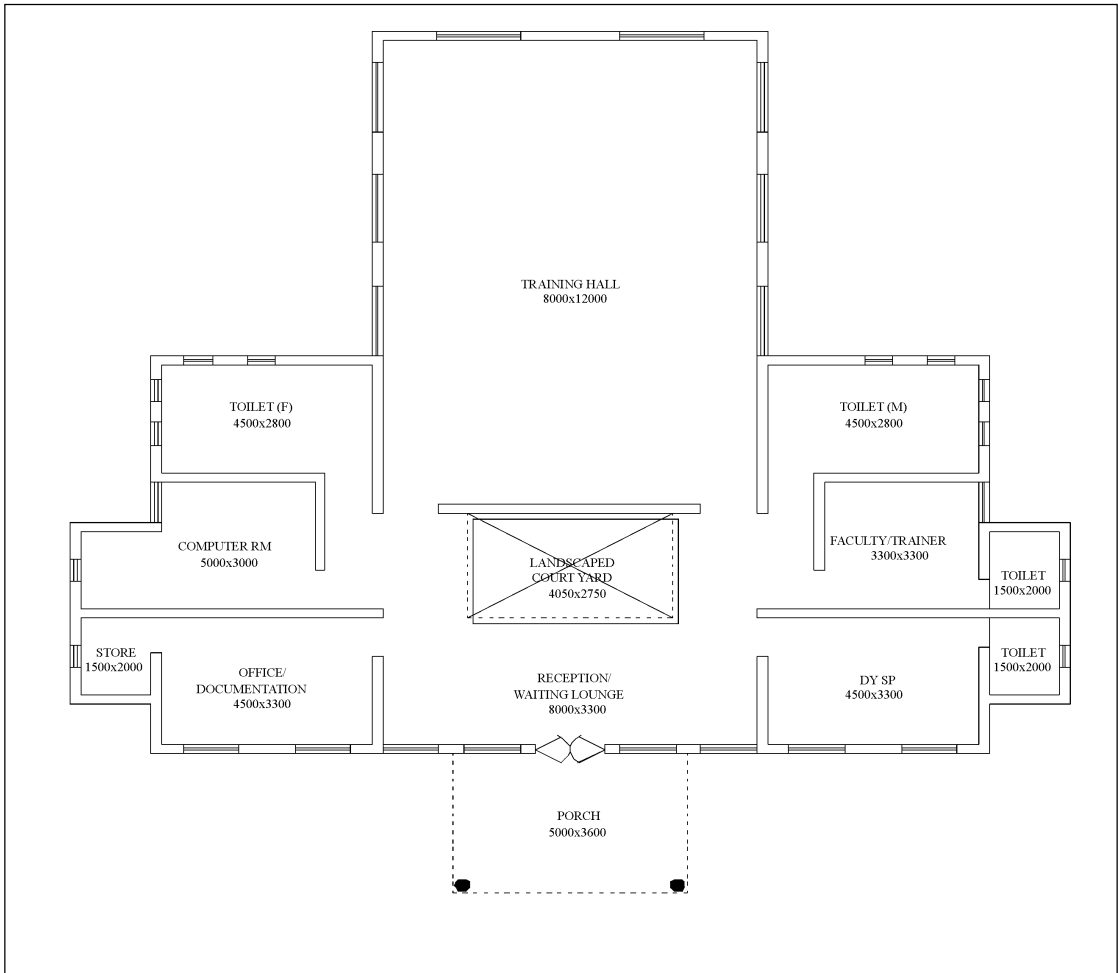 TRAINING HALL
8000x12000
TOILET (F)
4500x2800
TOILET (M)
4500x2800
COMPUTER RM
5000x3000
LANDSCAPED
COURT YARD
4050x2750
FACULTY/TRAINER
3300x3300
TOILET
1500x2000
STORE
1500x2000
OFFICE/
DOCUMENTATION
4500x3300
RECEPTION/
WAITING LOUNGE
8000x3300
DY SP
4500x3300
TOILET
1500x2000
PORCH
5000x3600